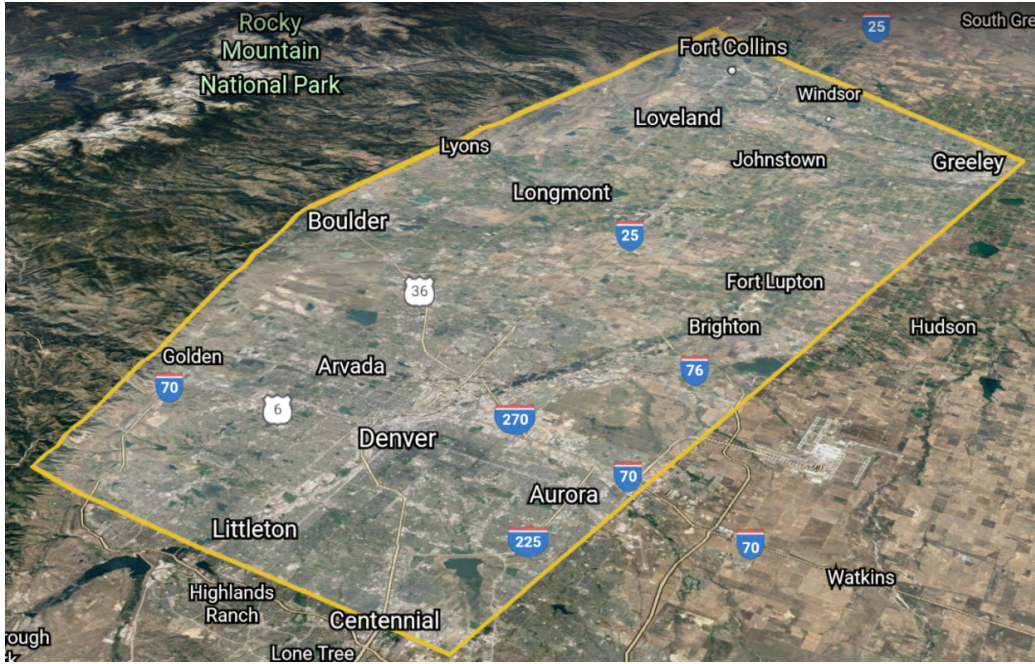 Rocky
Mountain
National Park
25
South Gre
Fort Collins
Windsor
Loveland
Lyons
Johnstown
Greeley
Longmont
Boulder
25
36
Fort Lupton
Brighton
Hudson
Golden
Arvada
76
70
6
270
Denver
70
Aurora
Littleton
225
70
Watkins
Highlands
Ranch
Centennial
rough
k
Lone Tree